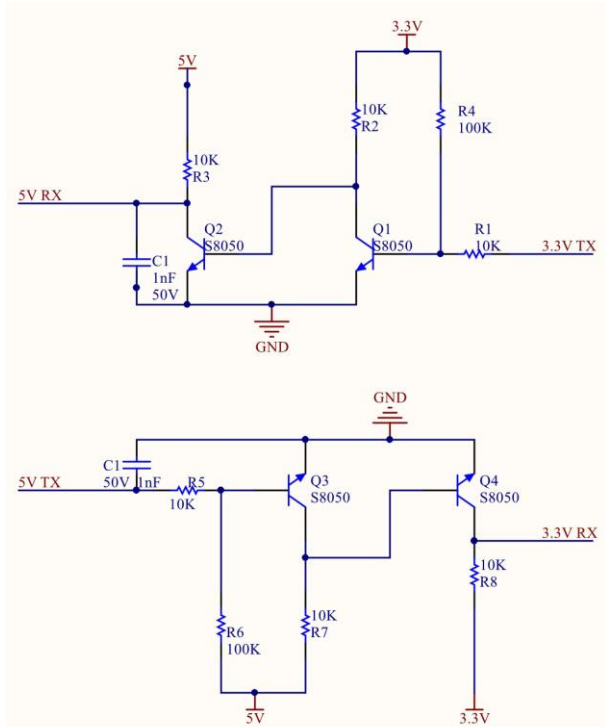 3.3V
5V
10K
R2
R4
100K
10K
R3
5V RX
Q2
S8050
Q1
S8050
R1
10K
3.3V TX
C1
1nF
50V
GND
GND
C1
50V 1nF
5V TX
R5
10K
Q3
S8050
Q4
S8050
3.3V RX
10K
R8
R6
100K
10K
R7
5V
3.3V